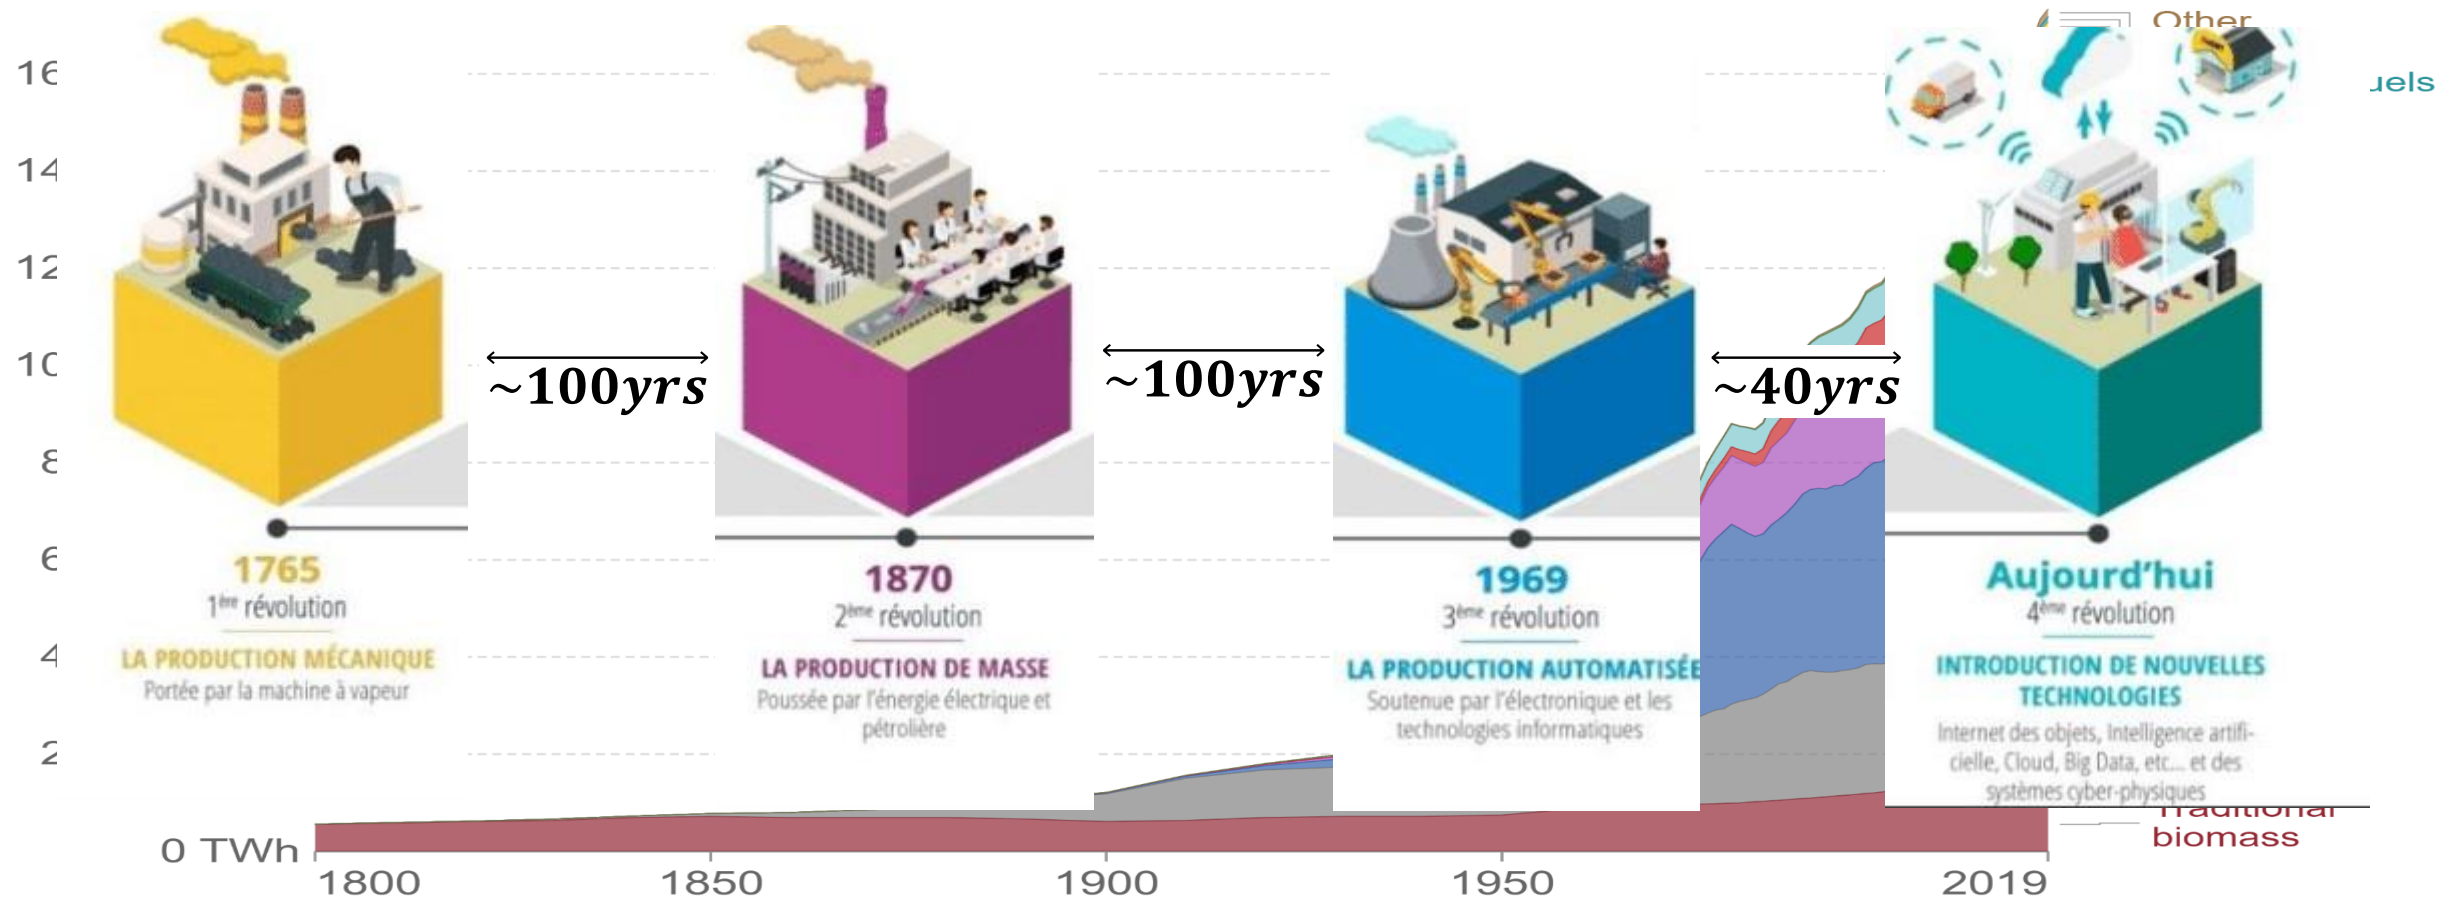 Other
uels
16
14
12
10
8
6
4
2
0 TWh
~100yrs
~100yrs
~40yrs
1765
1ère révolution
LA PRODUCTION MÉCANIQUE
Portée par la machine à vapeur
1870
2ème révolution
LA PRODUCTION DE MASSE
Poussée par l'énergie électrique et
pétrolière
1969
3ème révolution
LA PRODUCTION AUTOMATISÉE
Soutenue par l'électronique et les
technologies informatiques
Aujourd'hui
4ème révolution
INTRODUCTION DE NOUVELLES
TECHNOLOGIES
Internet des objets, Intelligence artifi-
cielle, Cloud, Big Data, etc... et des
systèmes cyber-physiques
Traditional
biomass
1800
1850
1900
1950
2019